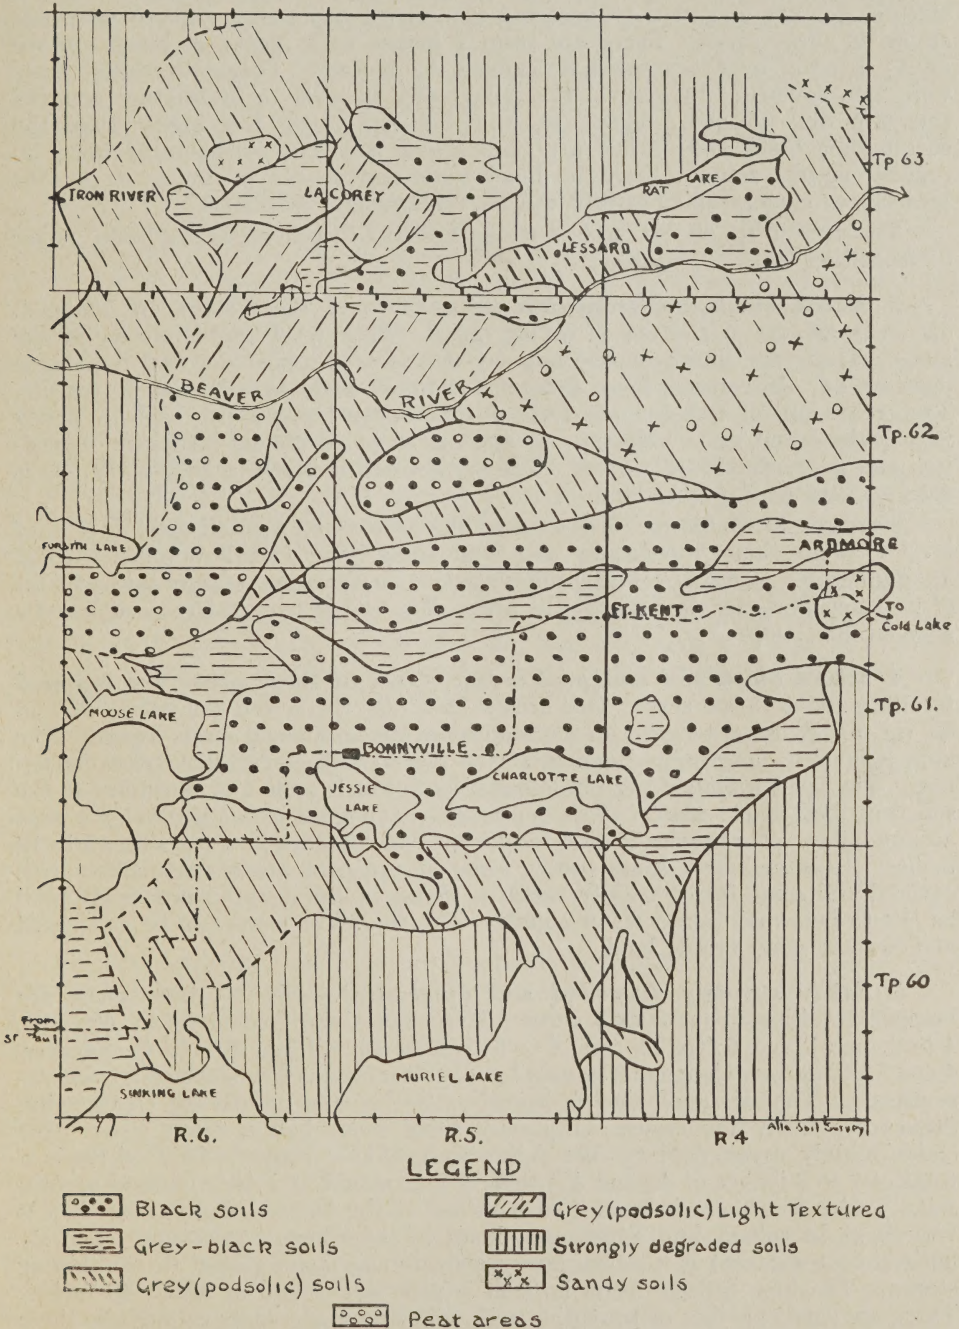 Tp 63
IRON RIVER
LA COREY
RAT LAKE
LESSARD
BEAVER RIVER
Tp. 62
FORSITH LAKE
ARDMORE
FT. KENT
TO
Cold Lake
MOOSE LAKE
Tp. 61.
BONNYVILLE
JESSIE
LAKE
CHARLOTTE LAKE
Tp 60
From
St Paul
SINKING LAKE
MURIEL LAKE
R.6.
R.5.
R.4
Alta Soil Survey
LEGEND
Black soils
Grey (podsolic) Light Textured
Grey-black soils
Strongly degraded soils
Grey (podsolic) soils
Sandy soils
Peat areas